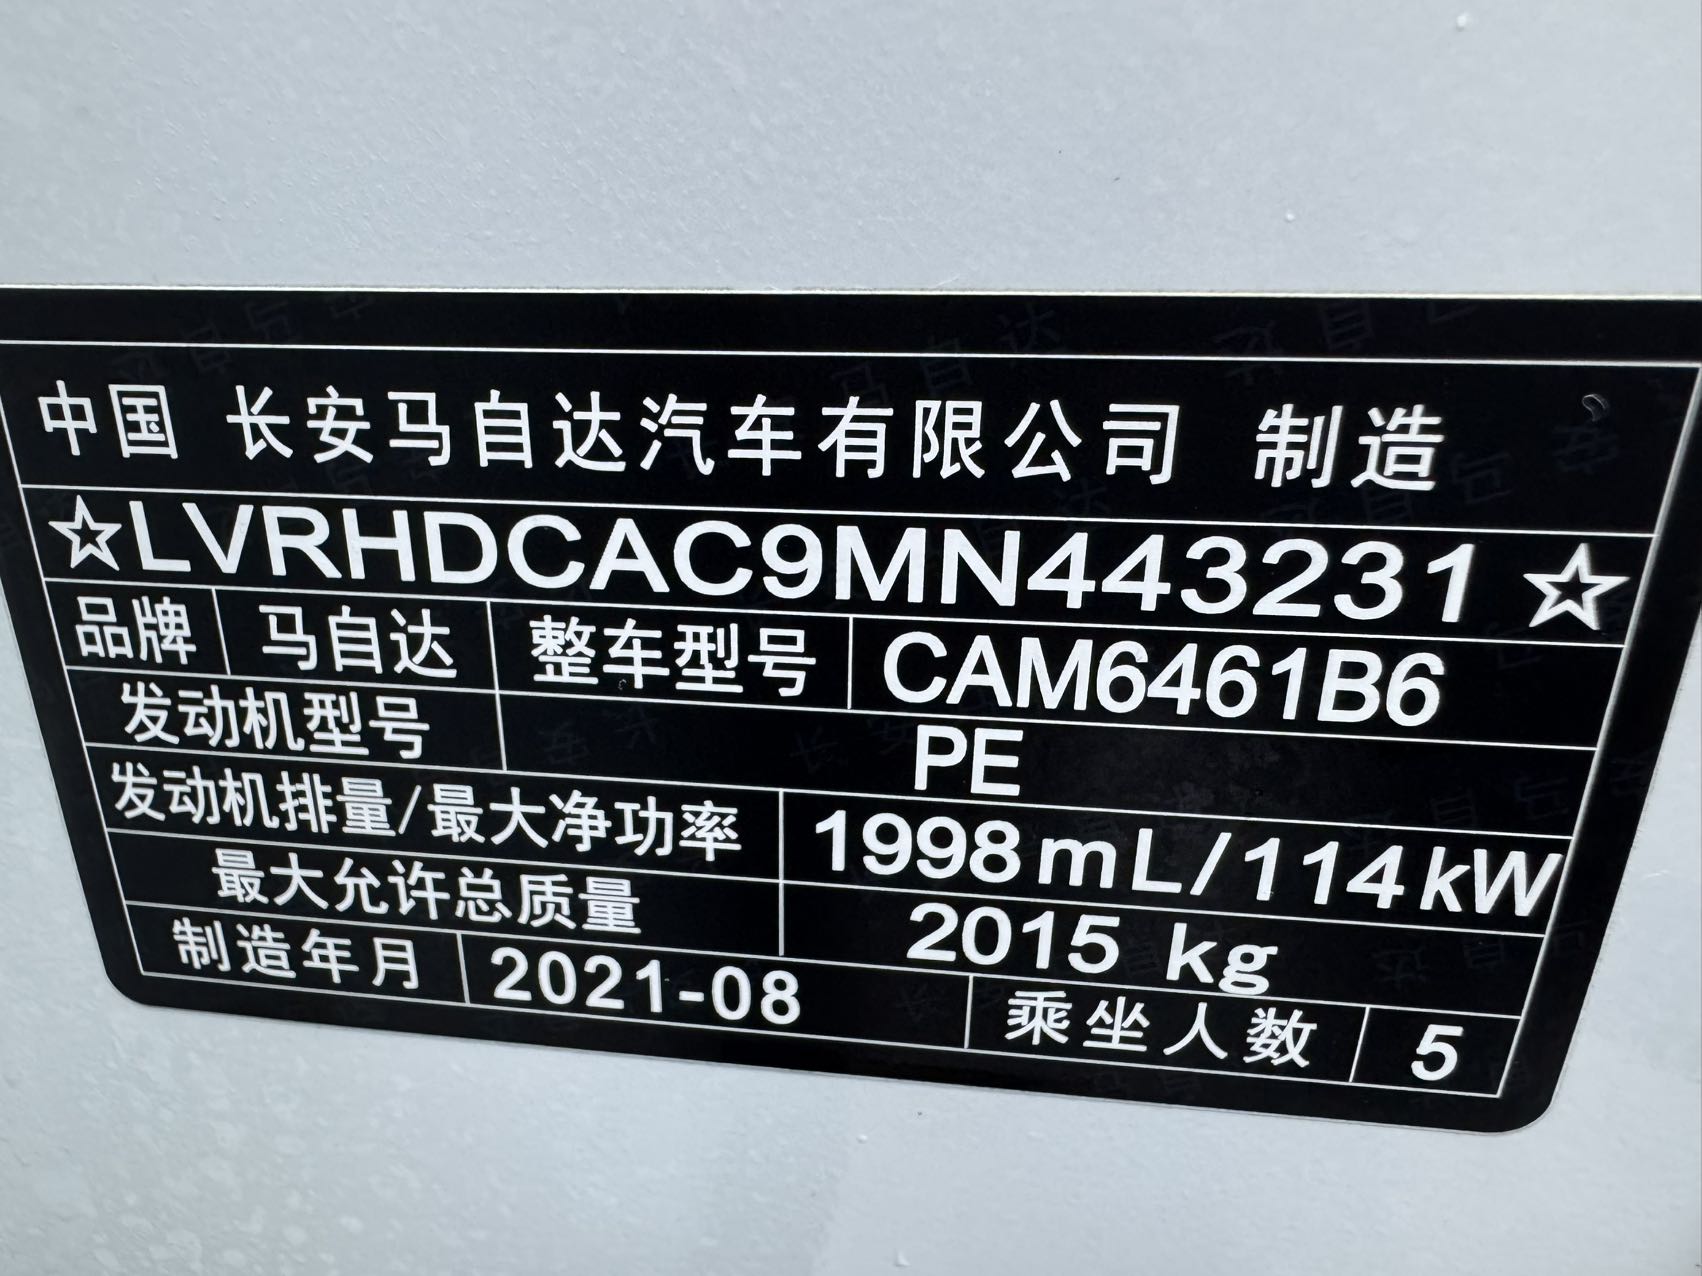 中国 长安马自达汽车有限公司 制造
☆LVRHDCAC9MN443231☆
品牌 马自达 整车型号 CAM6461B6
发动机型号 PE
发动机排量/最大净功率 1998mL/114kW
最大允许总质量 2015 kg
制造年月 2021-08 乘坐人数 5